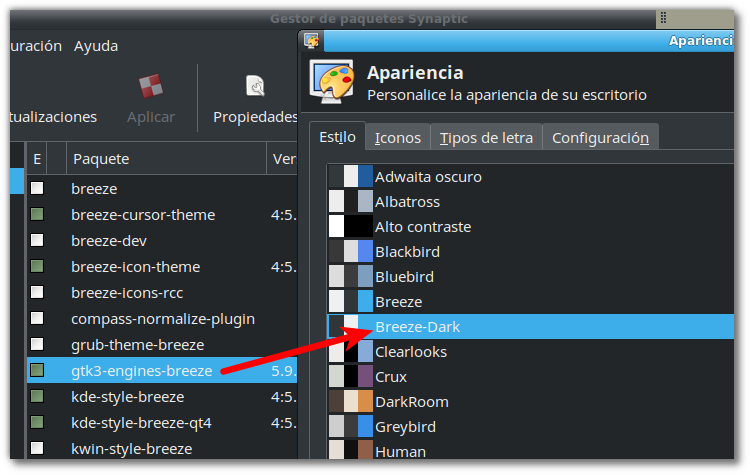 Gestor de paquetes Synaptic
uración Ayuda
tualizaciones Aplicar Propiedades
E Paquete Ver
breeze
breeze-cursor-theme 4:5.
breeze-dev
breeze-icon-theme 4:5.
breeze-icons-rcc
compass-normalize-plugin
grub-theme-breeze
gtk3-engines-breeze 5.9.
kde-style-breeze 4:5.
kde-style-breeze-qt4 4:5.
kwin-style-breeze
Aparienci
Apariencia
Personalice la apariencia de su escritorio
Estilo Iconos Tipos de letra Configuración
Adwaita oscuro
Albatross
Alto contraste
Blackbird
Bluebird
Breeze
Breeze-Dark
Clearlooks
Crux
DarkRoom
Greybird
Human